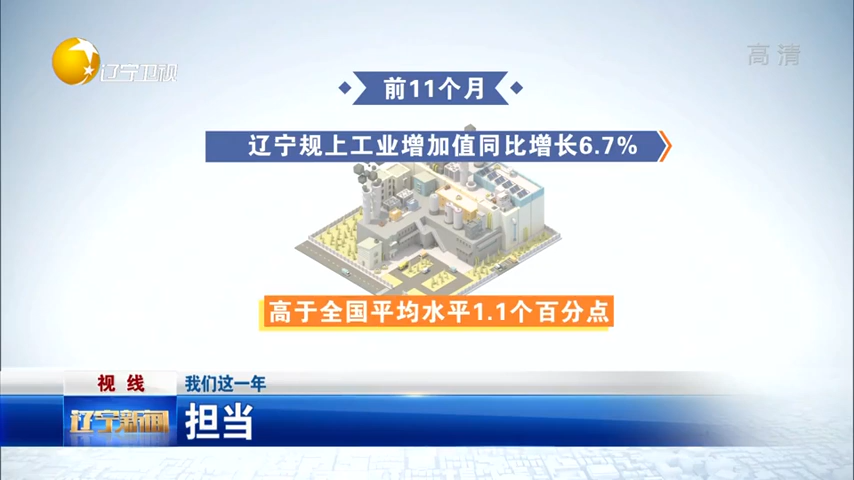 辽宁卫视
高清
前11个月
辽宁规上工业增加值同比增长6.7%
高于全国平均水平1.1个百分点
视线
我们这一年
辽宁新闻
担当